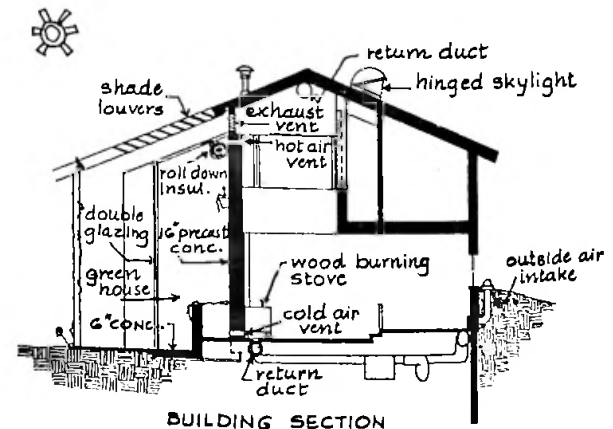 return duct
hinged skylight
shade
louvers
exhaust
vent
hot air
vent
roll down
insul.
double
glazing
16" precast
conc.
green
house
wood burning
stove
outside air
intake
cold air
vent
6" CONC.
return
duct
BUILDING SECTION